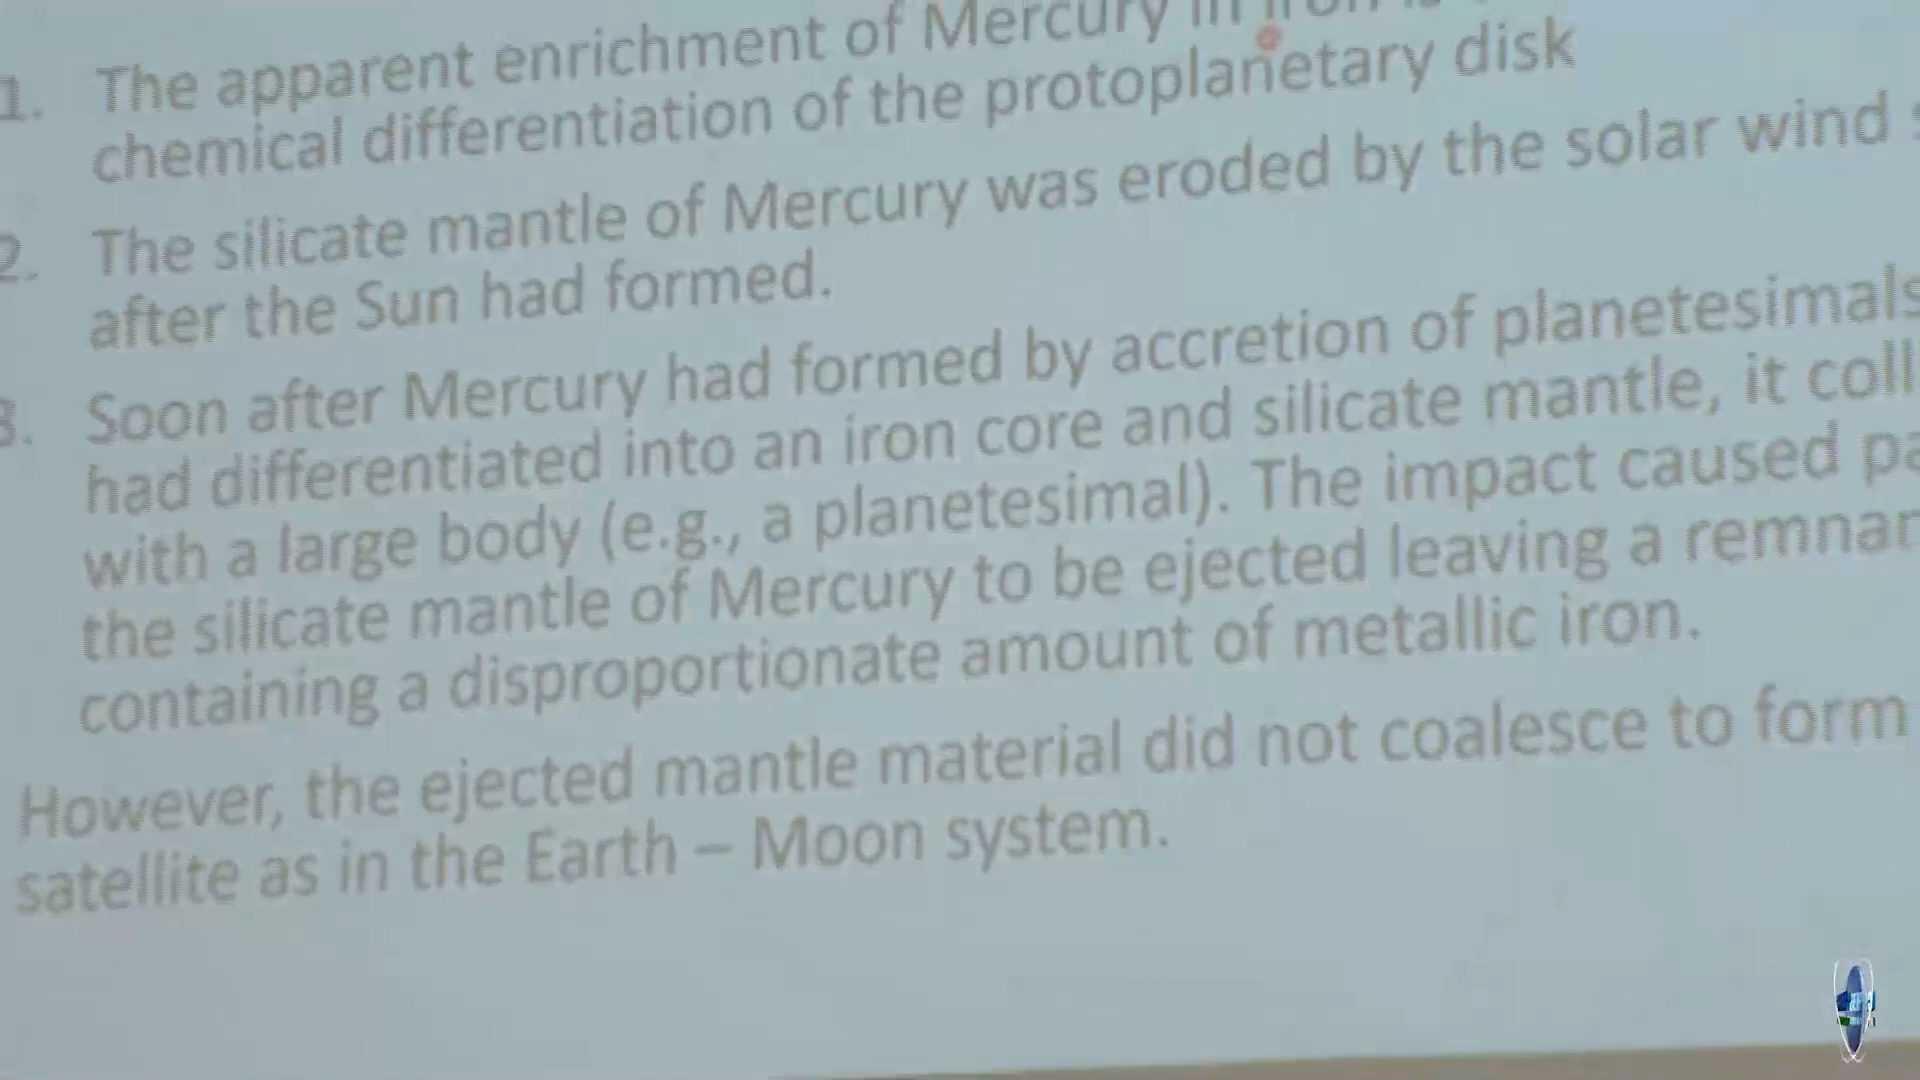 1. The apparent enrichment of Mercury in iron is
chemical differentiation of the protoplanetary disk
2. The silicate mantle of Mercury was eroded by the solar wind
after the Sun had formed.
3. Soon after Mercury had formed by accretion of planetesimals
had differentiated into an iron core and silicate mantle, it
with a large body (e.g., a planetesimal). The impact caused
the silicate mantle of Mercury to be ejected leaving a
containing a disproportionate amount of metallic iron.
However, the ejected mantle material did not coalesce to form
satellite as in the Earth – Moon system.